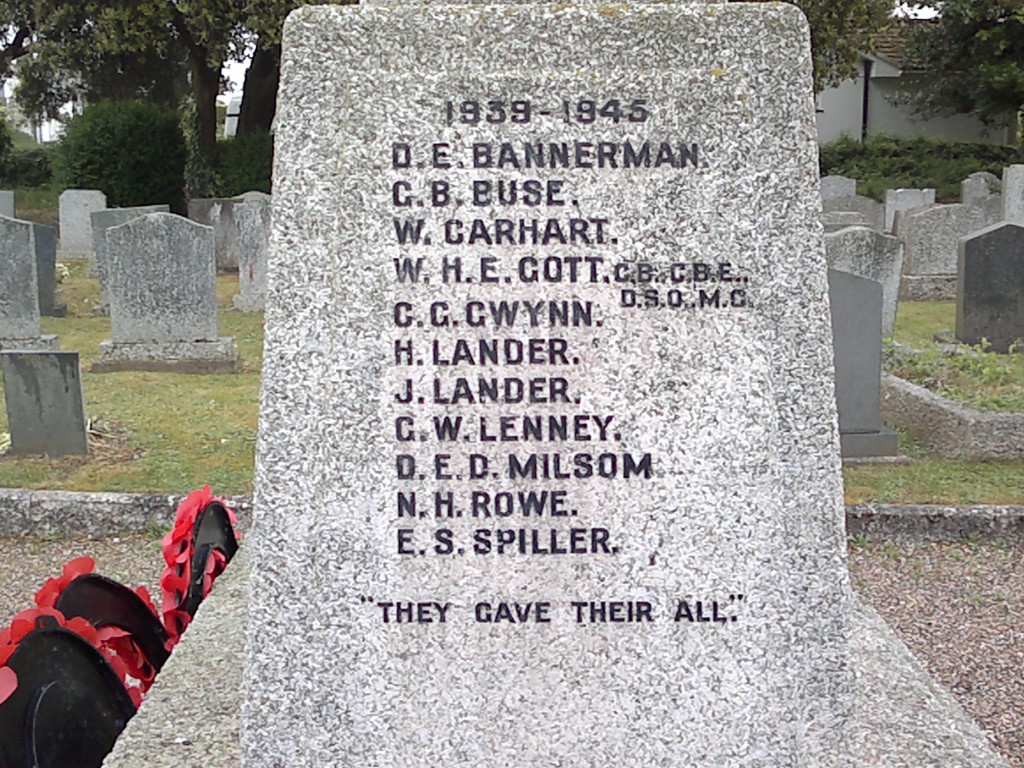 1939-1945
D. E. BANNERMAN.
G. B. BUSE.
W. CARHART.
W. H. E. GOTT. C.B., C.B.E.,
D.S.O., M.C.
C. G. GWYNN.
H. LANDER.
J. LANDER.
G. W. LENNEY.
D. E. D. MILSOM
N. H. ROWE.
E. S. SPILLER.
"THEY GAVE THEIR ALL."